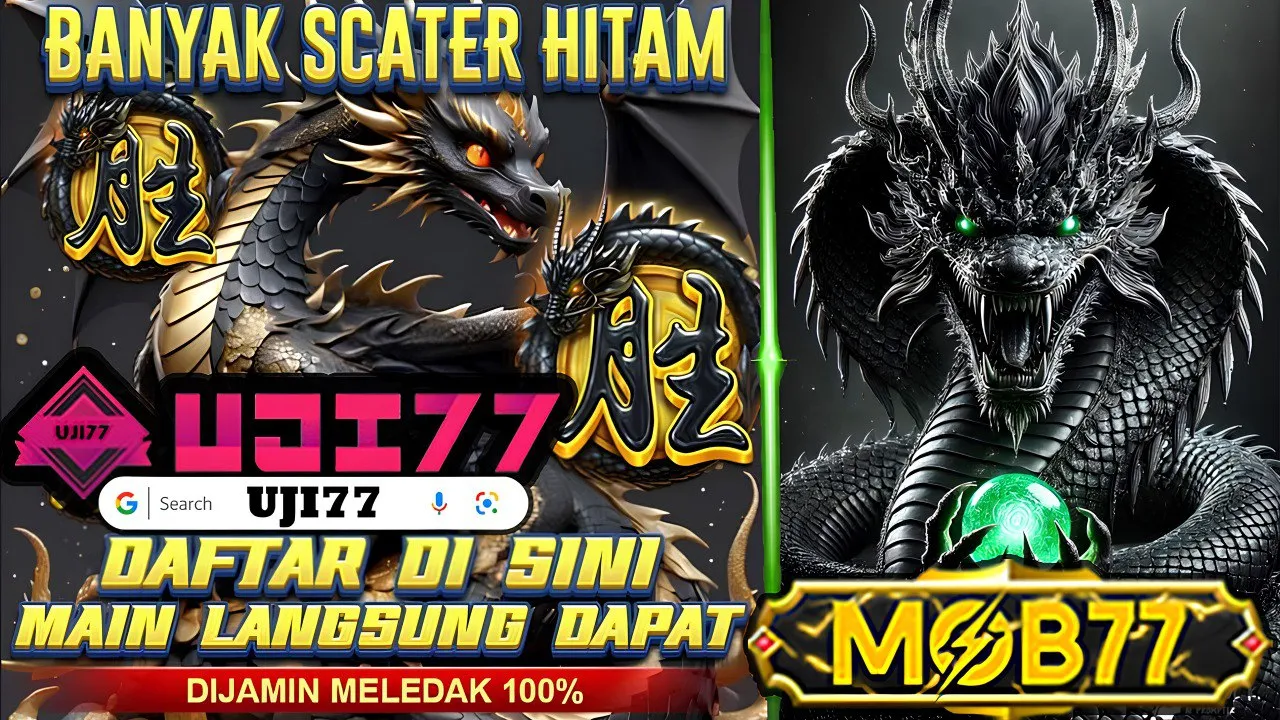 BANYAK SCATER HITAM
胜
胜
UJI77
UJI77
Search UJI77
DAFTAR DI SINI
MAIN LANGSUNG DAPAT
DIJAMIN MELEDAK 100%
MOB77